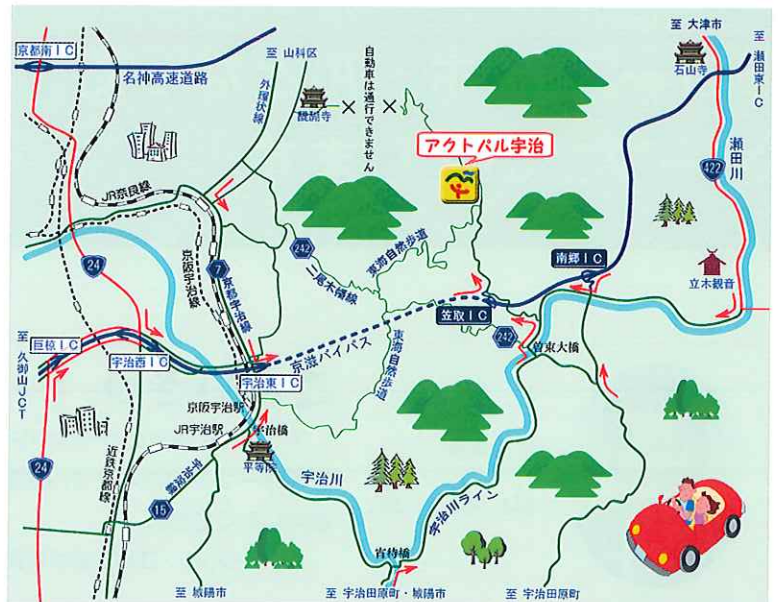 京都南IC
名神高速道路
至 山科区
外環状線
醍醐寺
自動車は通行できません
アクトパル宇治
至 大津市
至 瀬田東IC
石山寺
瀬田川
422
立木観音
JR奈良線
京阪宇治線
24
7
京都宇治線
242
二尾木幡線
東海自然歩道
南郷IC
笠取IC
242
曽東大橋
京滋バイパス
東海自然歩道
巨椋IC
宇治西IC
宇治東IC
至 久御山JCT
京阪宇治駅
JR宇治駅
宇治橋
平等院
24
近鉄京都線
15
宇治川
宇治川ライン
宵待橋
至 城陽市
至 宇治田原町・城陽市
至 宇治田原町